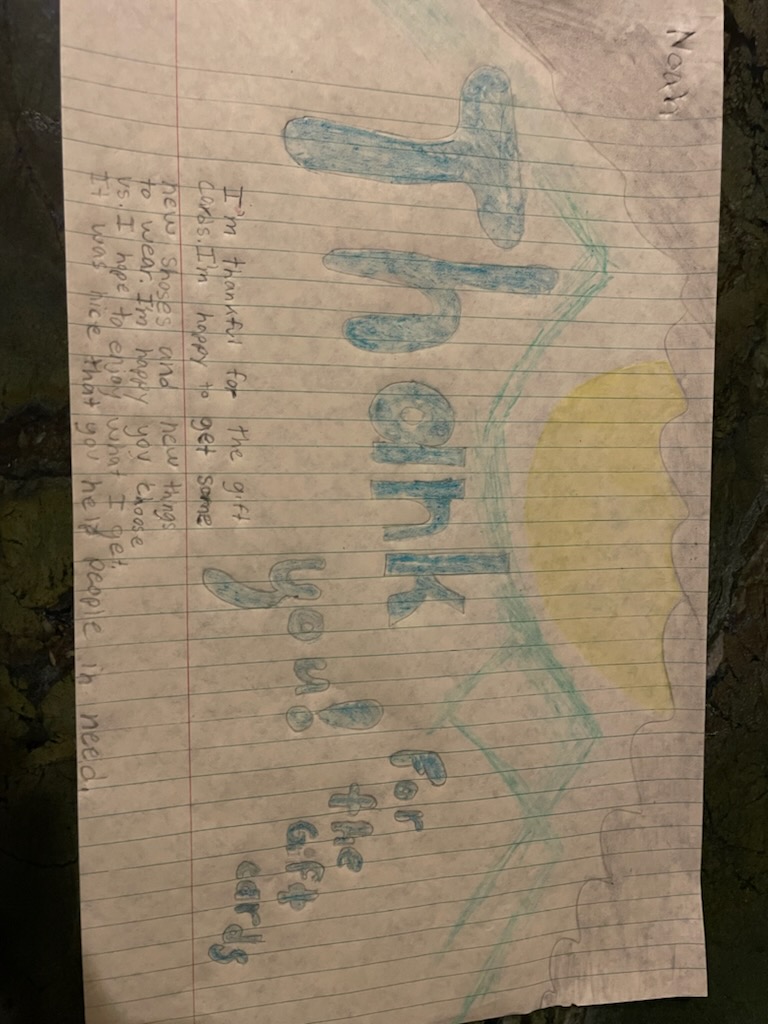 Noah
Thank
you!
For
the
Gift
cards
I'm thankful for the gift
Cards. I'm happy to get some
new shoses and new things
to wear. I'm happy you choose
us. I hope to enjoy what I get.
It was nice that you help people in need.